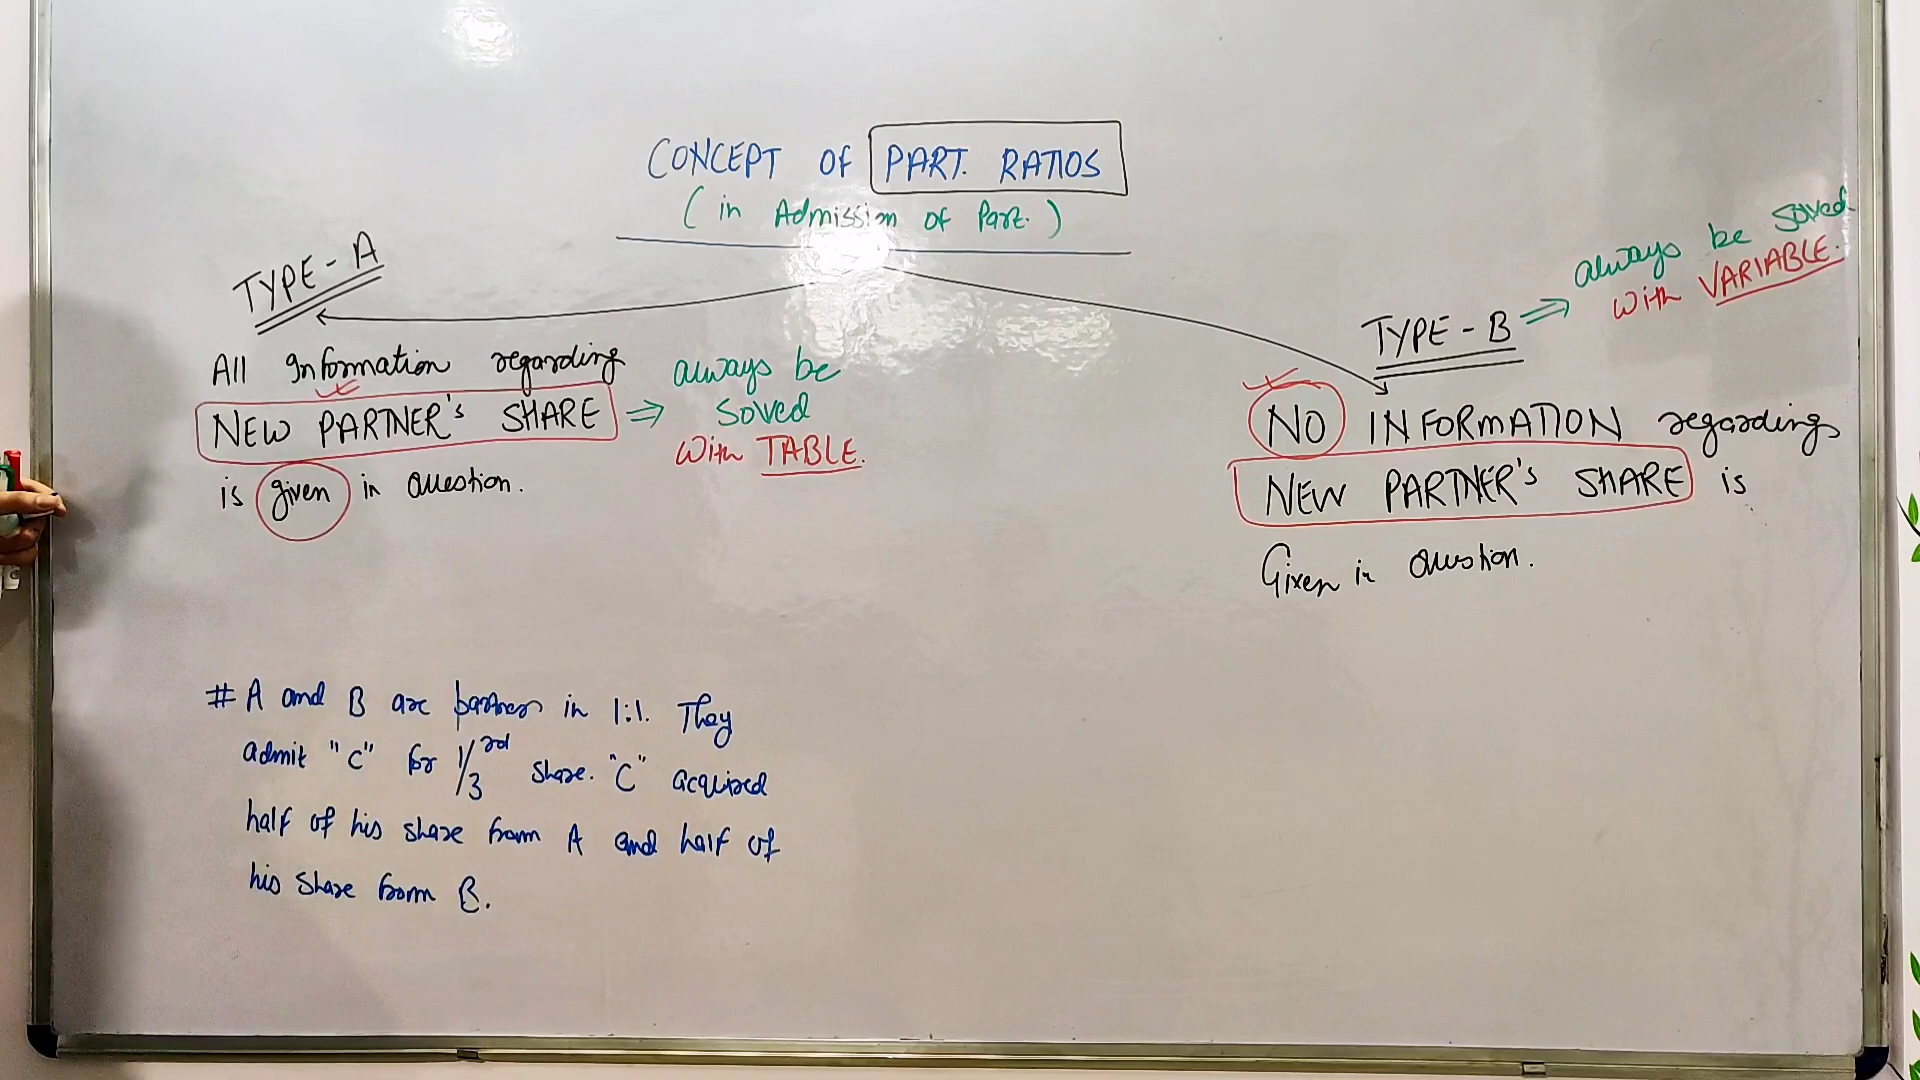 CONCEPT OF PART. RATIOS
(in Admission of Part.)
TYPE-A
All Information regarding
NEW PARTNER'S SHARE
is given in Question.
⇒ always be
solved
with TABLE.
TYPE-B ⇒ always be solved
with VARIABLE.
NO INFORMATION regardings
NEW PARTNER'S SHARE is
Given in Question.
# A and B are partners in 1:1. They
admit "C" for 1/3rd share. "C" acquired
half of his share from A and half of
his share from B.